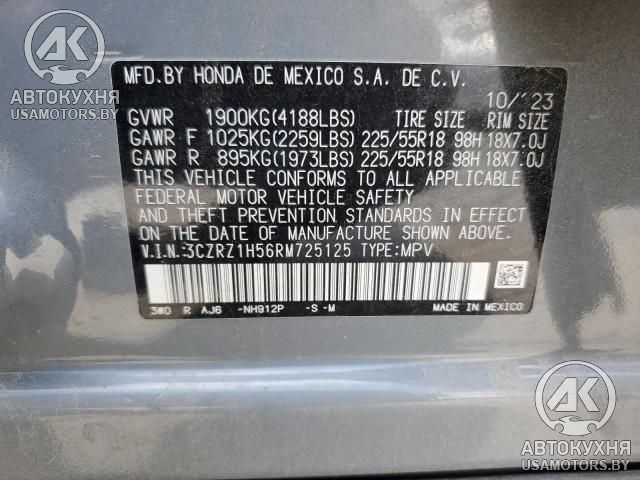 AK
АВТОКУХНЯ
USAMOTORS.BY
MFD.BY HONDA DE MEXICO S.A. DE C.V.
10/'23
GVWR 1900KG(4188LBS) TIRE SIZE RIM SIZE
GAWR F 1025KG(2259LBS) 225/55R18 98H 18X7.0J
GAWR R 895KG(1973LBS) 225/55R18 98H 18X7.0J
THIS VEHICLE CONFORMS TO ALL APPLICABLE
FEDERAL MOTOR VEHICLE SAFETY
AND THEFT PREVENTION STANDARDS IN EFFECT
ON THE DATE OF MANUFACTURE SHOWN ABOVE.
V.I.N.:3CZRZ1H56RM725125 TYPE:MPV
3W0 R AJ6 -NH912P -S -M MADE IN MEXICO
AK
АВТОКУХНЯ
USAMOTORS.BY